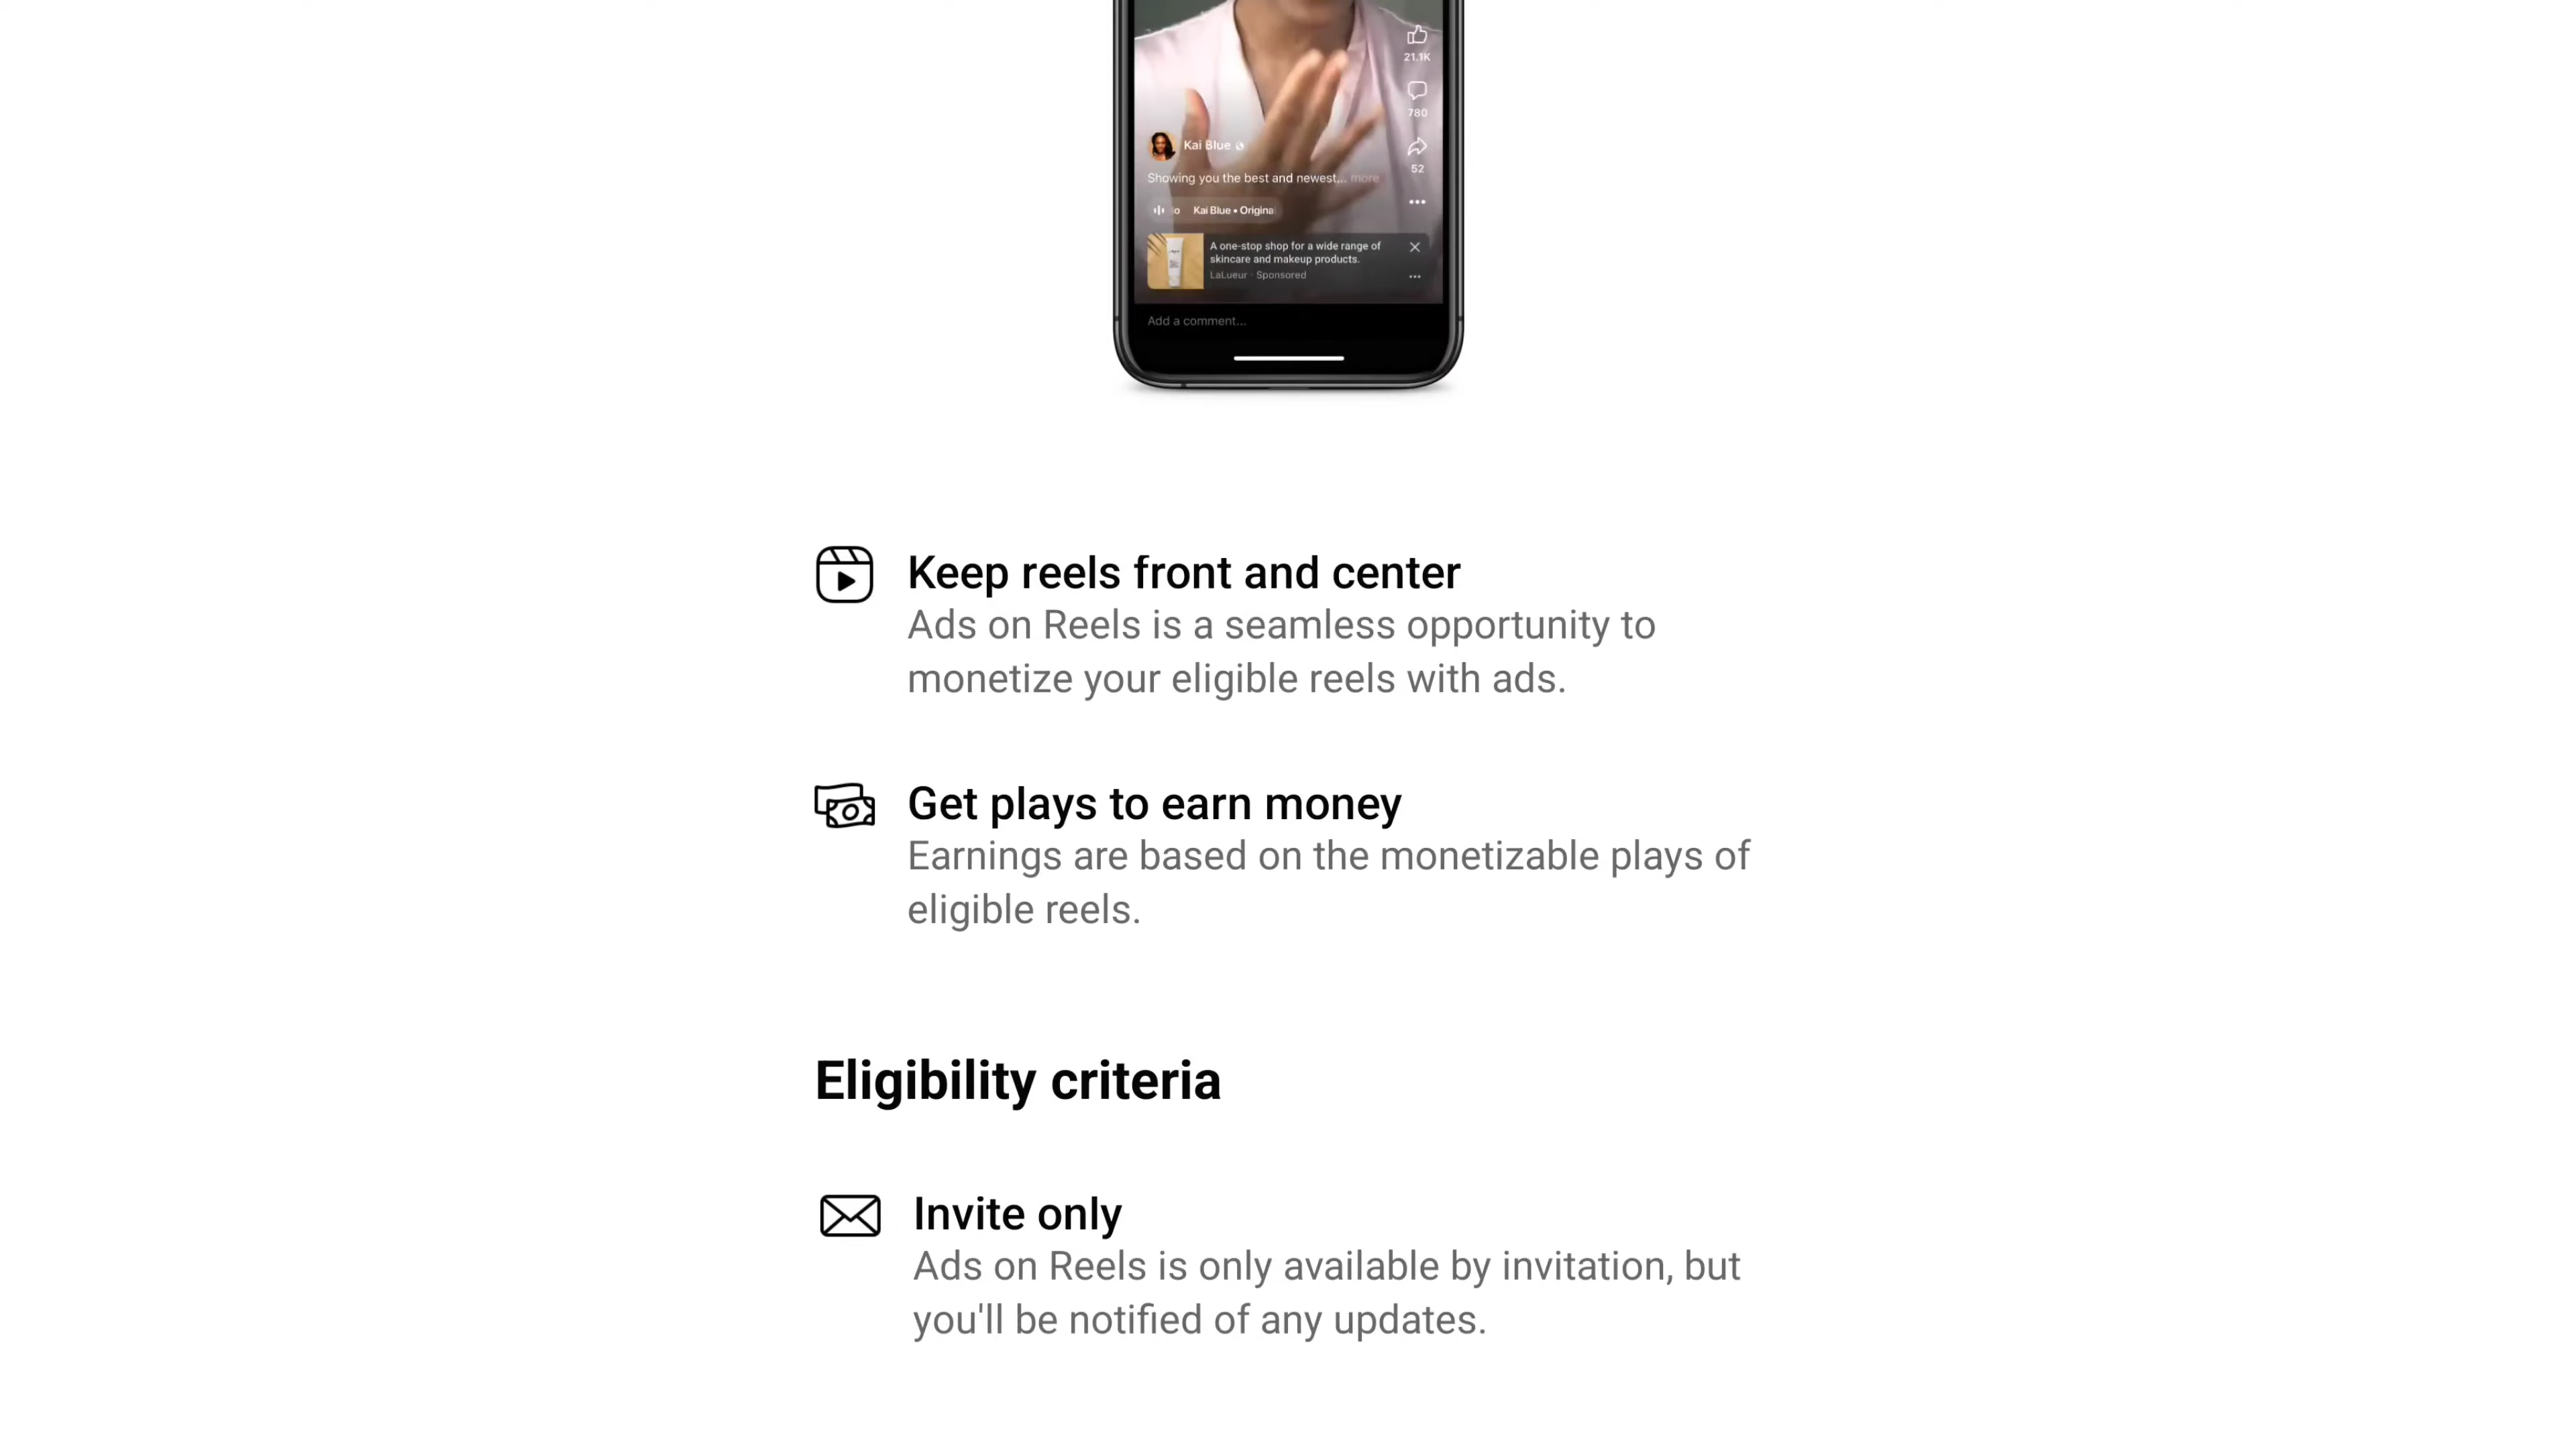 21.1K
780
Kai Blue
52
Showing you the best and newest... more
Kai Blue • Origina
A one-stop shop for a wide range of
skincare and makeup products.
LaLueur · Sponsored
Add a comment...
Keep reels front and center
Ads on Reels is a seamless opportunity to
monetize your eligible reels with ads.
Get plays to earn money
Earnings are based on the monetizable plays of
eligible reels.
Eligibility criteria
Invite only
Ads on Reels is only available by invitation, but
you'll be notified of any updates.